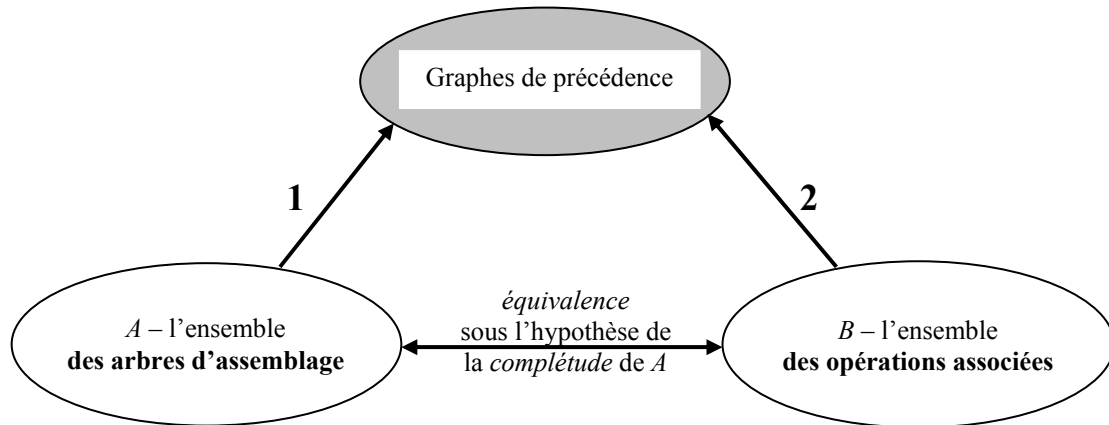 Graphes de précédence
1
2
équivalence
sous l’hypothèse de
la complétude de A
A – l’ensemble
des arbres d’assemblage
B – l’ensemble
des opérations associées